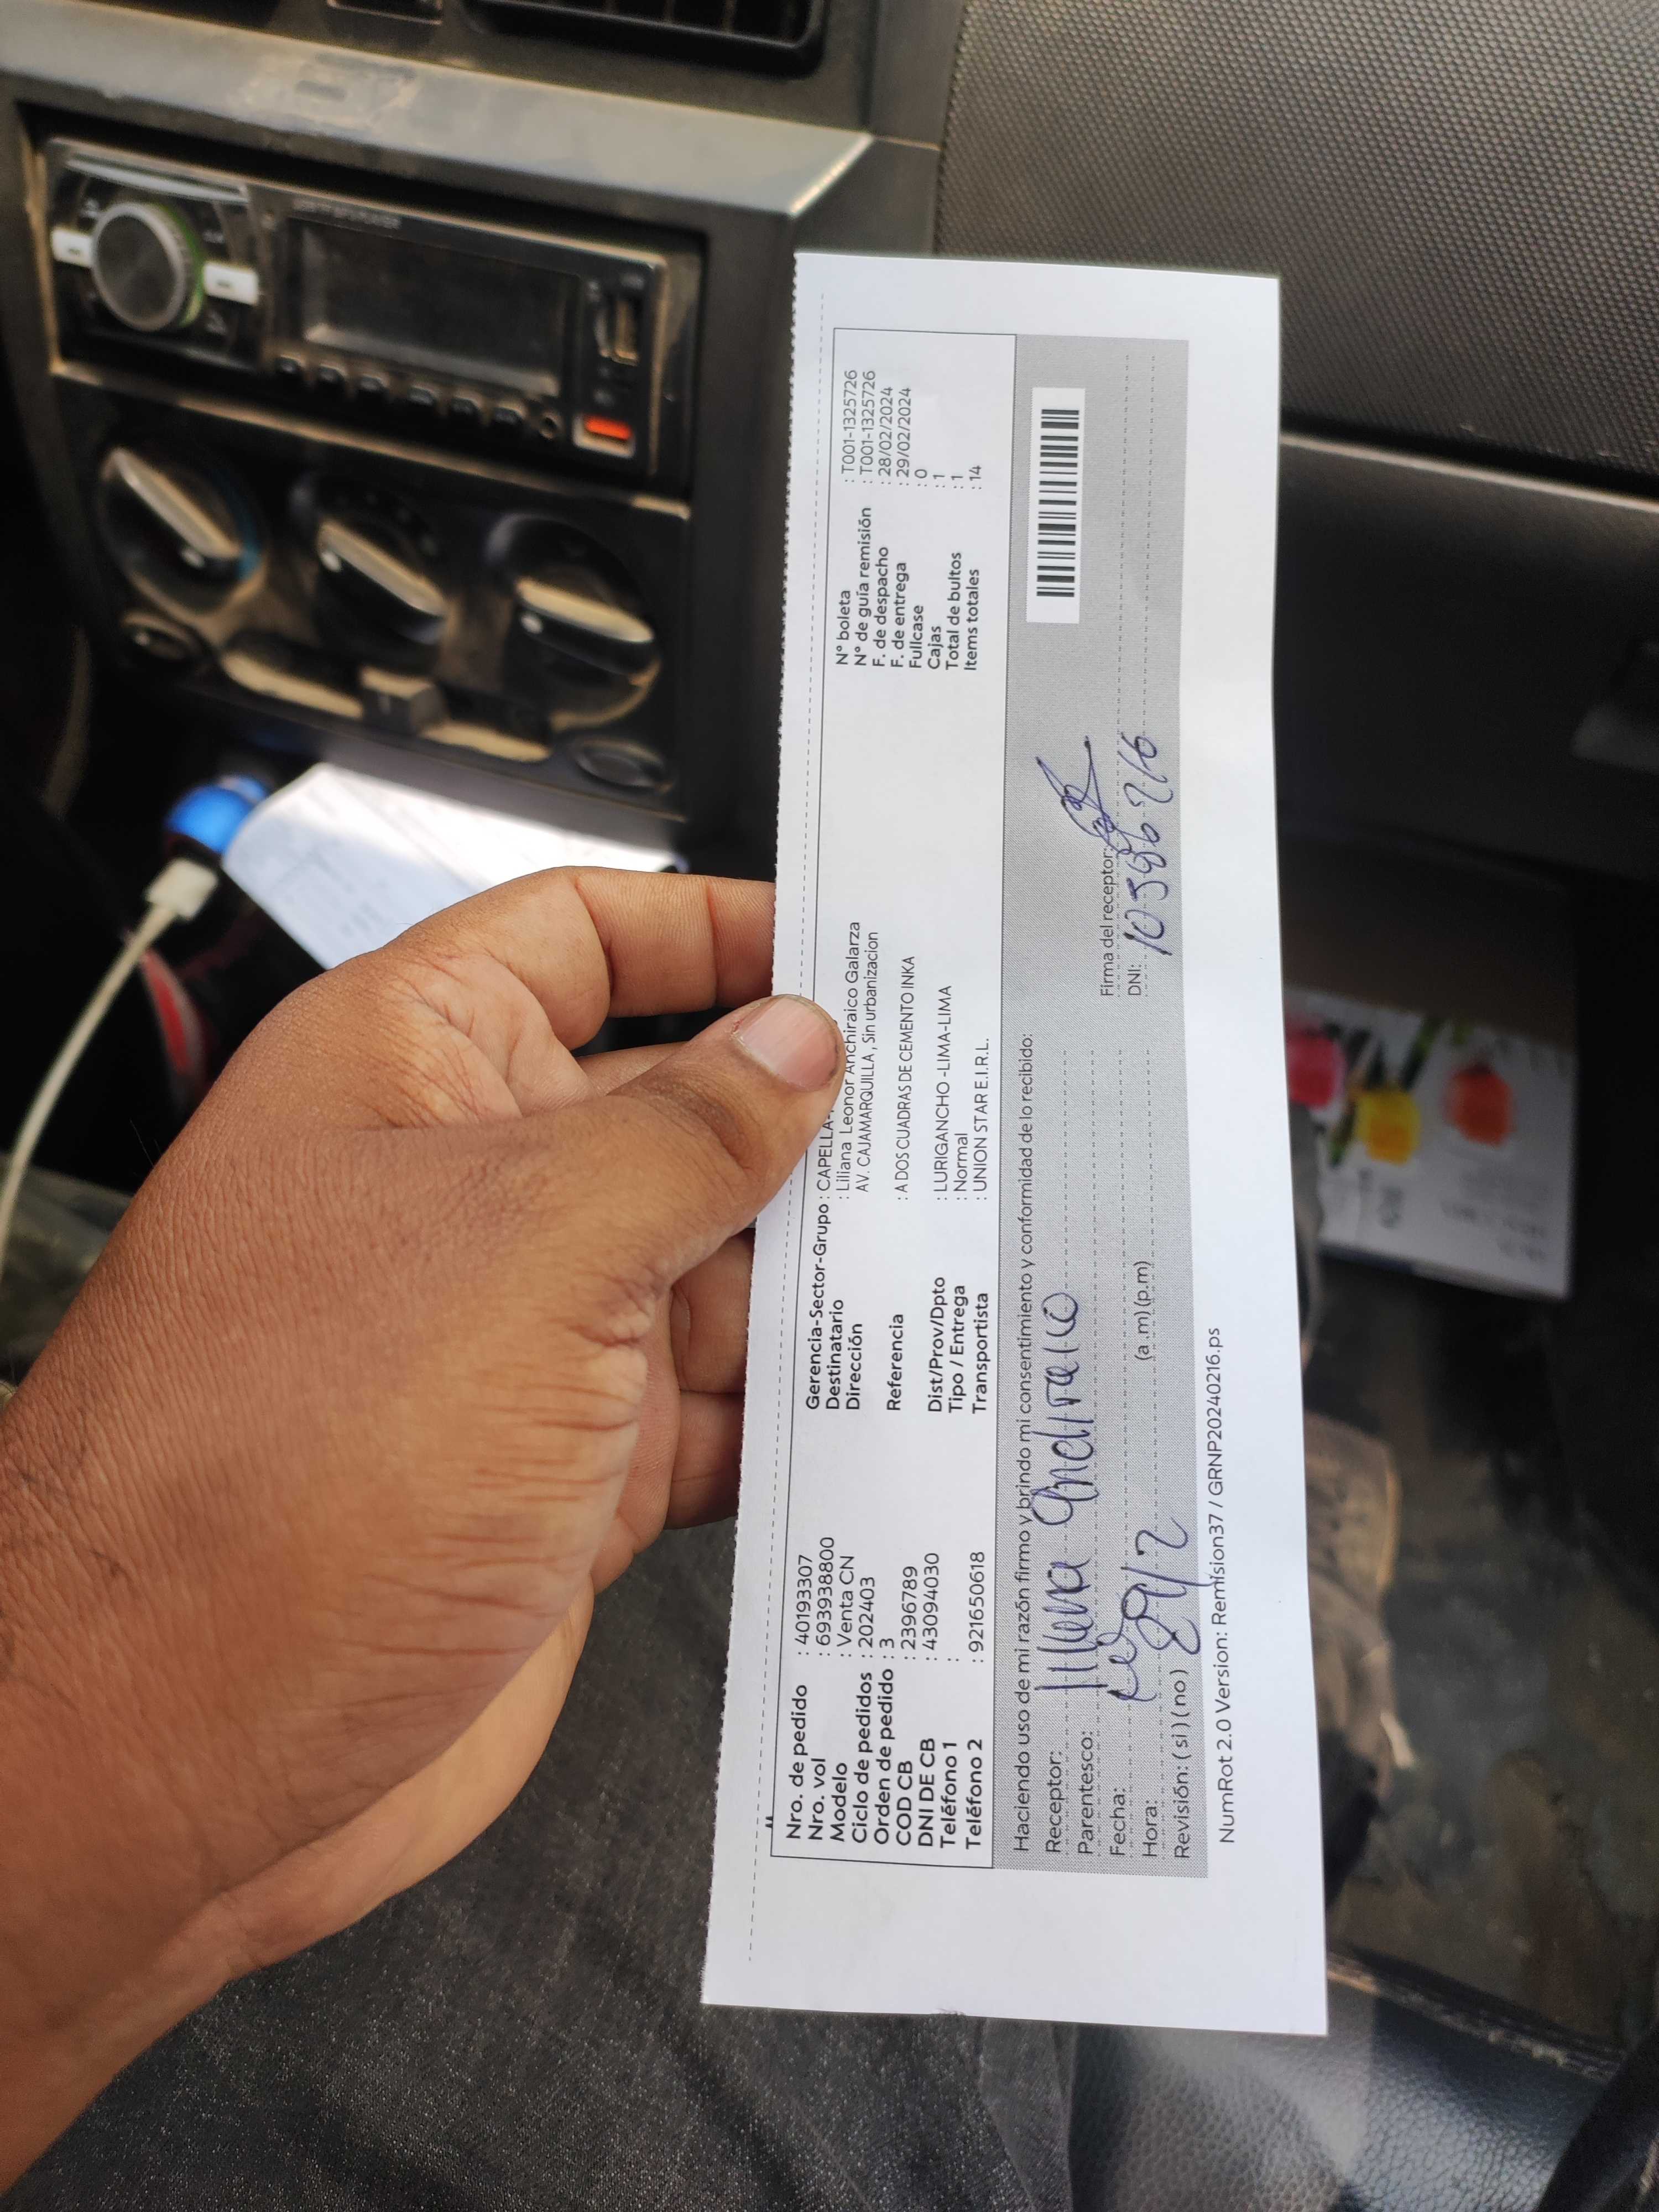 Nro. de pedido : 40193307
Nro. vol : 693938800
Modelo : Venta CN
Ciclo de pedidos : 202403
Orden de pedido : 3
COD CB : 2396789
DNI DE CB : 43094030
Teléfono 1 :
Teléfono 2 : 921650618
Gerencia-Sector-Grupo : CAPELLA-
Destinatario : Liliana Leonor Anchiraico Galarza
Dirección AV. CAJAMARQUILLA , Sin urbanizacion
Referencia : A DOS CUADRAS DE CEMENTO INKA
Dist/Prov/Dpto : LURIGANCHO -LIMA-LIMA
Tipo / Entrega : Normal
Transportista : UNION STAR E.I.R.L.
N° boleta : T001-1325726
N° de guía remisión : T001-1325726
F. de despacho : 28/02/2024
F. de entrega : 29/02/2024
Fullcase : 0
Cajas : 1
Total de bultos : 1
Items totales : 14
Haciendo uso de mi razón firmo y brindo mi consentimiento y conformidad de lo recibido:
Receptor:
Parentesco:
Fecha:
Hora: (a.m) (p.m)
Revisión: ( si ) ( no )
Firma del receptor:
DNI:
NumRot 2.0 Version: Remision37 / GRNP20240216.ps